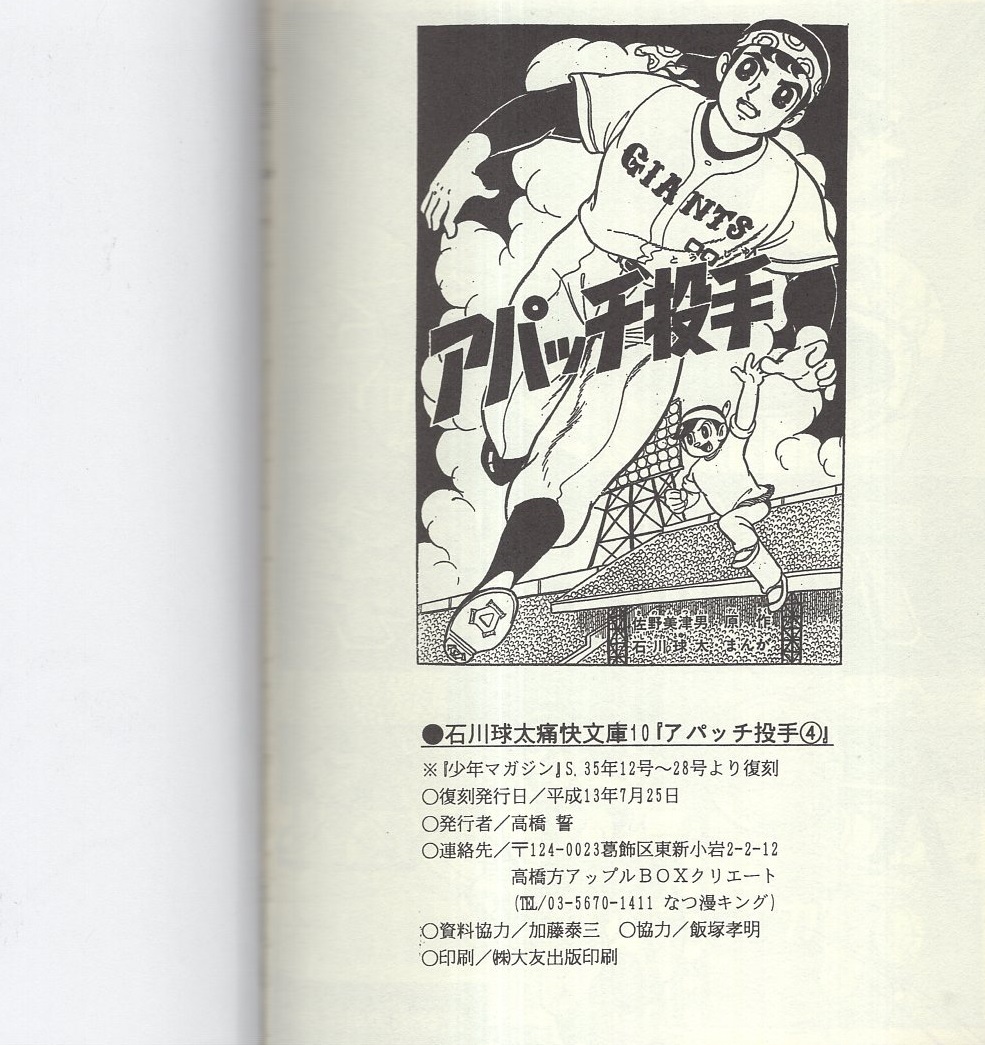 GIANTS
とうしゅ
アパッチ投手
佐野美津男 原作
石川球太 まんが
●石川球太痛快文庫10『アパッチ投手④』
※『少年マガジン』S.35年12号〜28号より復刻
○復刻発行日／平成13年7月25日
○発行者／高橋 誓
○連絡先／〒124-0023葛飾区東新小岩2-2-12
高橋方アップルBOXクリエート
(TEL/03-5670-1411 なつ漫キング)
○資料協力／加藤泰三 ○協力／飯塚孝明
○印刷／㈱大友出版印刷